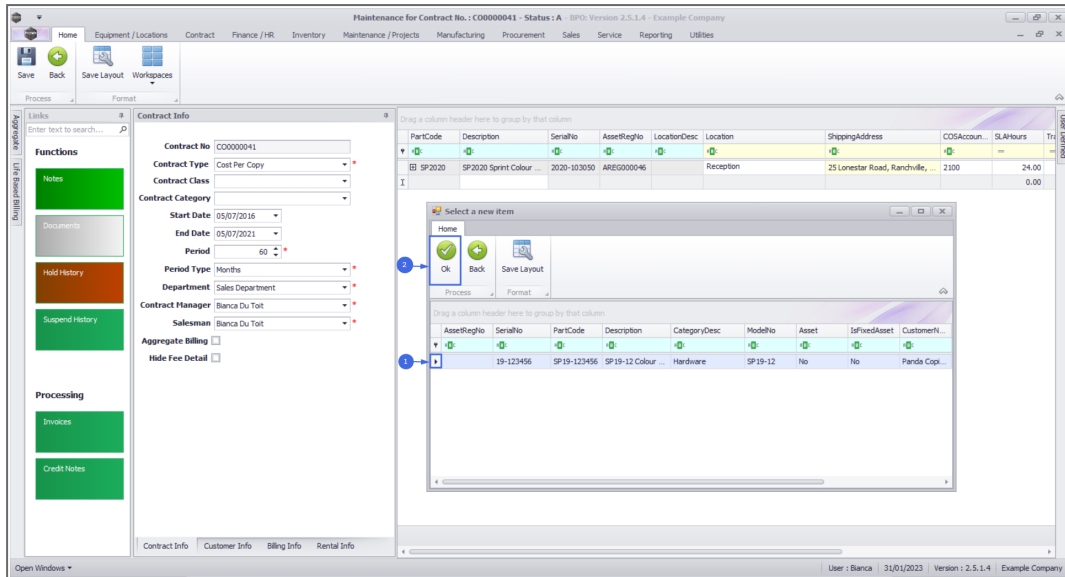 Maintenance for Contract No. : CO0000041 - Status : A - BPO: Version 2.5.1.4 - Example Company
Home Equipment / Locations Contract Finance / HR Inventory Maintenance / Projects Manufacturing Procurement Sales Service Reporting Utilities
Save Back Save Layout Workspaces
Process Format
Aggregate
Life Based Billing
Links
Enter text to search...
Functions
Notes
Documents
Hold History
Suspend History
Processing
Invoices
Credit Notes
Contract Info
Contract No CO0000041
Contract Type Cost Per Copy *
Contract Class
Contract Category
Start Date 05/07/2016
End Date 05/07/2021
Period 60 *
Period Type Months *
Department Sales Department *
Contract Manager Bianca Du Toit *
Salesman Bianca Du Toit *
Aggregate Billing
Hide Fee Detail
Contract Info Customer Info Billing Info Rental Info
Drag a column header here to group by that column
PartCode Description SerialNo AssetRegNo LocationDesc Location ShippingAddress COSAccoun... SLAHours Tra
SP2020 SP2020 Sprint Colour ... 2020-103050 AREG000046 Reception 25 Lonestar Road, Ranchville, ... 2100 24.00
0.00
User Defined
Select a new item
Home
Ok Back Save Layout
Process Format
2
Drag a column header here to group by that column
AssetRegNo SerialNo PartCode Description CategoryDesc ModelNo Asset IsFixedAsset CustomerN...
1
19-123456 SP19-123456 SP19-12 Colour ... Hardware SP19-12 No No Panda Copi...
Open Windows
User : Bianca 31/01/2023 Version : 2.5.1.4 Example Company